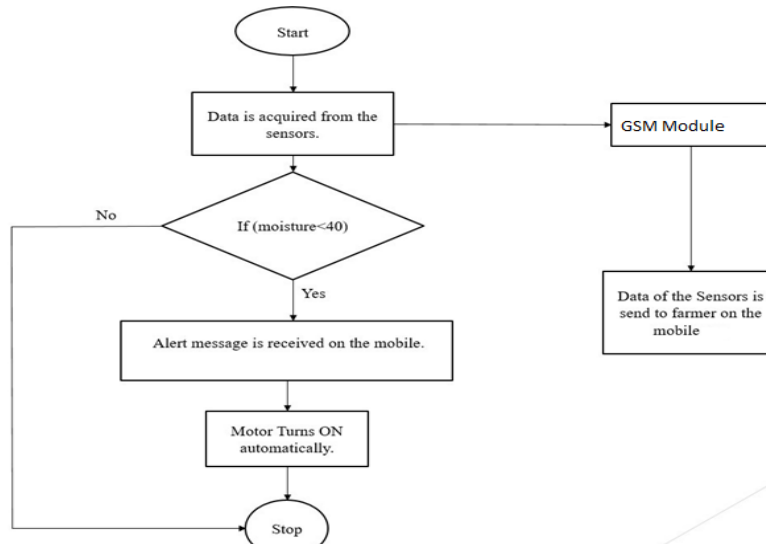 Start
Data is acquired from the
sensors.
GSM Module
No
If (moisture<40)
Yes
Data of the Sensors is
send to farmer on the
mobile
Alert message is received on the mobile.
Motor Turns ON
automatically.
Stop